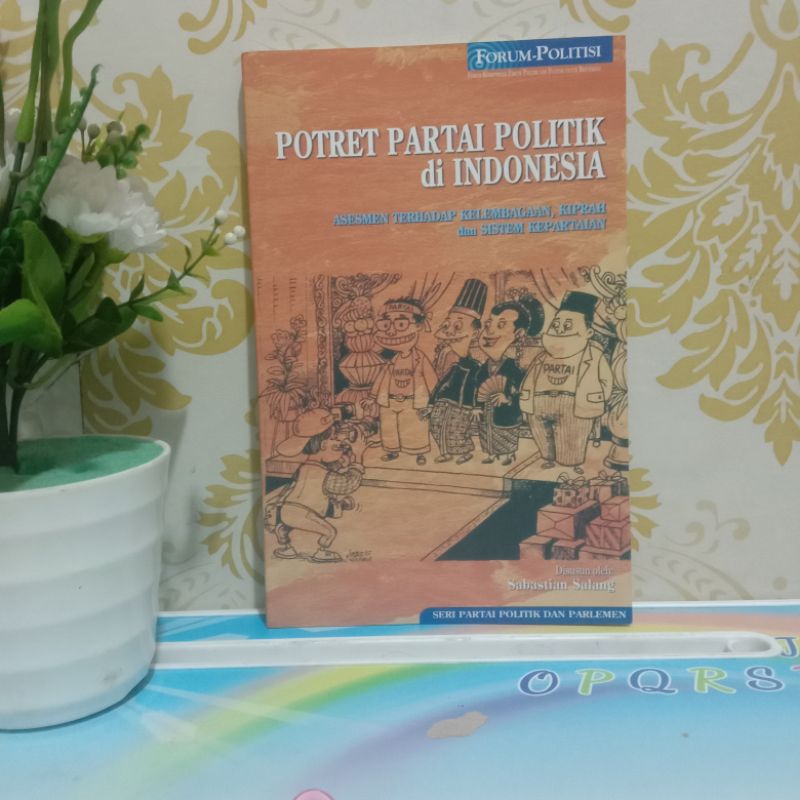 FORUM-POLITISI
POTRET PARTAI POLITIK
di INDONESIA
ASESMEN TERHADAP KELEMBAGAAN, KIPRAH
dan SISTEM KEPARTAIAN
PARTAI
PARTAI
PARTAI
Disusun oleh:
Sabastian Salang
SERI PARTAI POLITIK DAN PARLEMEN
O P Q R S